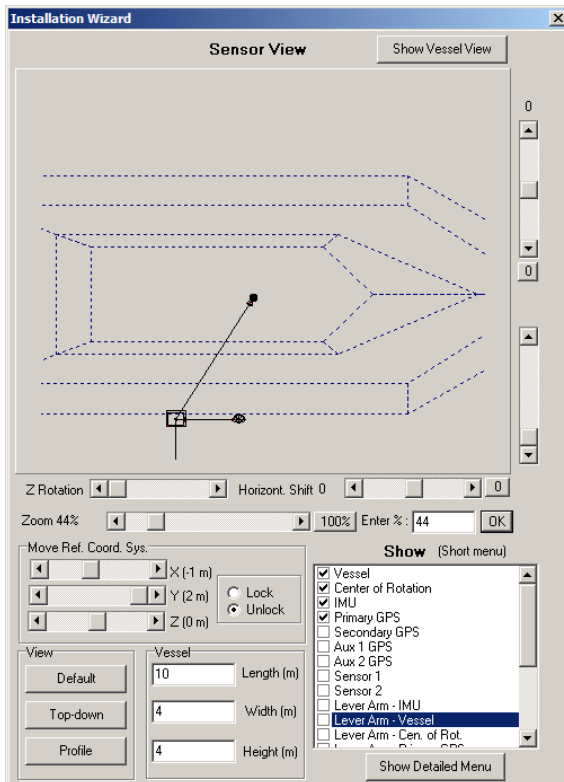 Installation Wizard
Sensor View
Show Vessel View
0
0
Z Rotation
Horizont. Shift 0
0
Zoom 44%
100%
Enter % :
44
OK
Move Ref. Coord. Sys.
X (-1 m)
Y (2 m)
Z (0 m)
Lock
Unlock
Show (Short menu)
Vessel
Center of Rotation
IMU
Primary GPS
Secondary GPS
Aux 1 GPS
Aux 2 GPS
Sensor 1
Sensor 2
Lever Arm - IMU
Lever Arm - Vessel
Lever Arm - Cen. of Rot.
View
Default
Top-down
Profile
Vessel
10 Length (m)
4 Width (m)
4 Height (m)
Show Detailed Menu